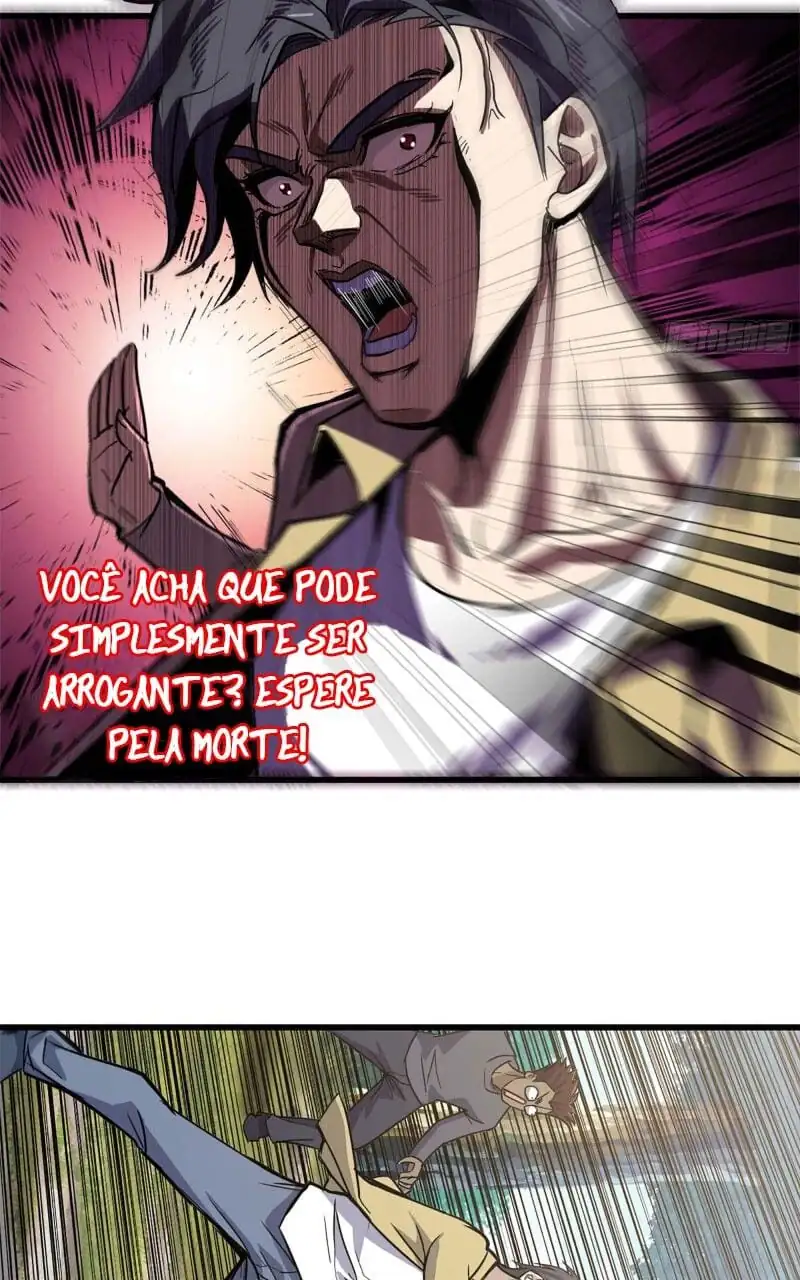 VOCÊ ACHA QUE PODE
SIMPLESMENTE SER
ARROGANTE? ESPERE
PELA MORTE!